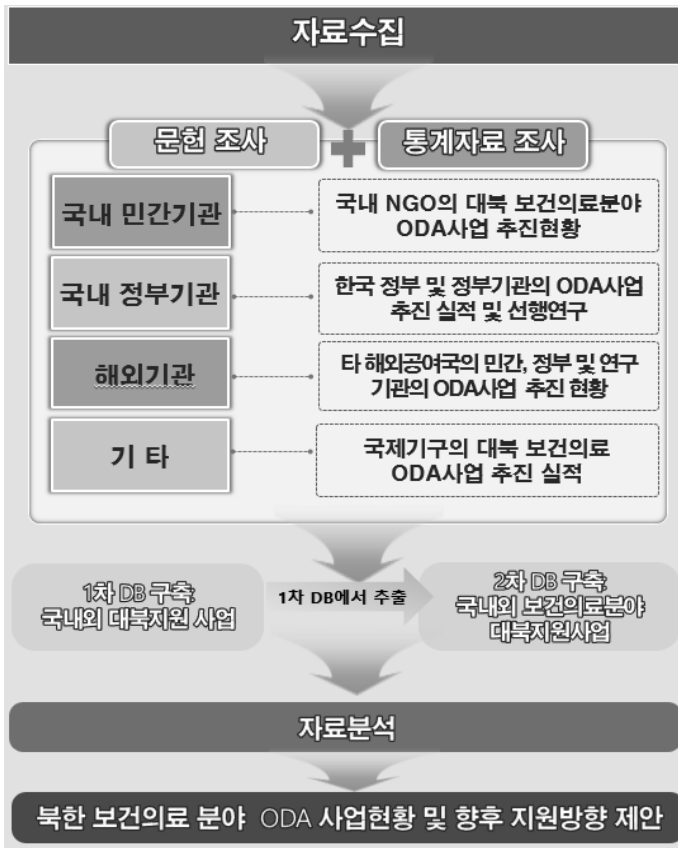 자료수집
문헌 조사
통계자료 조사
국내 민간기관
국내 NGO의 대북 보건의료분야
ODA사업 추진현황
국내 정부기관
한국 정부 및 정부기관의 ODA사업
추진 실적 및 선행연구
해외기관
타 해외공여국의 민간, 정부 및 연구
기관의 ODA사업 추진 현황
기 타
국제기구의 대북 보건의료
ODA사업 추진 실적
1차 DB 구축:
국내외 대북지원 사업
1차 DB에서 추출
2차 DB 구축:
국내외 보건의료분야
대북지원사업
자료분석
북한 보건의료 분야 ODA 사업현황 및 향후 지원방향 제안